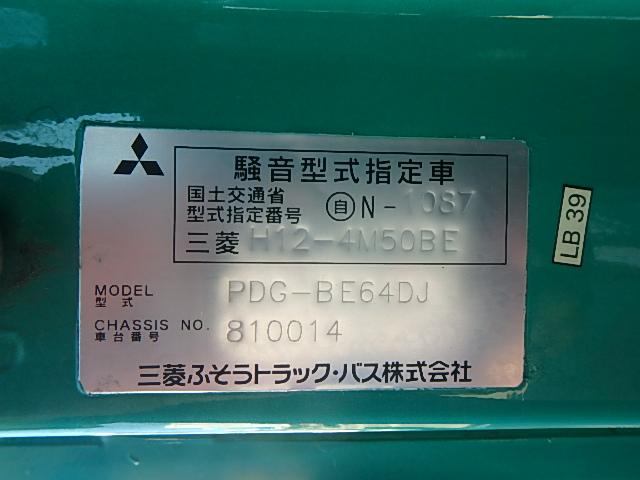 騒音型式指定車
国土交通省
型式指定番号 自 N-1087
三菱 H12-4M50BE
MODEL 型式 PDG-BE64DJ
CHASSIS NO. 車台番号 810014
三菱ふそうトラック・バス株式会社
LB 39